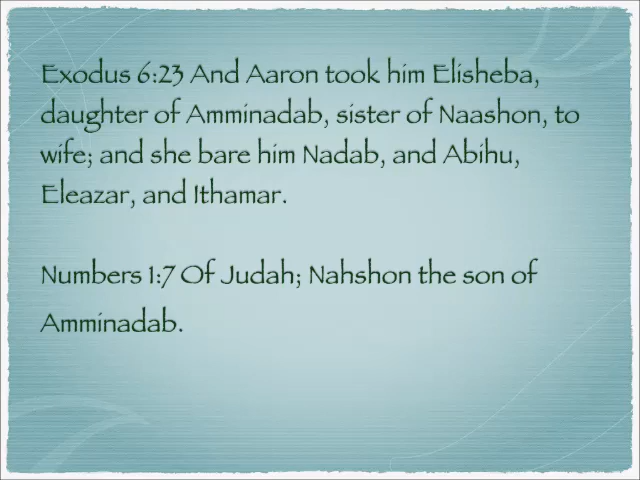 Exodus 6:23 And Aaron took him Elisheba,
daughter of Amminadab, sister of Naashon, to
wife; and she bare him Nadab, and Abihu,
Eleazar, and Ithamar.
Numbers 1:7 Of Judah; Nahshon the son of
Amminadab.